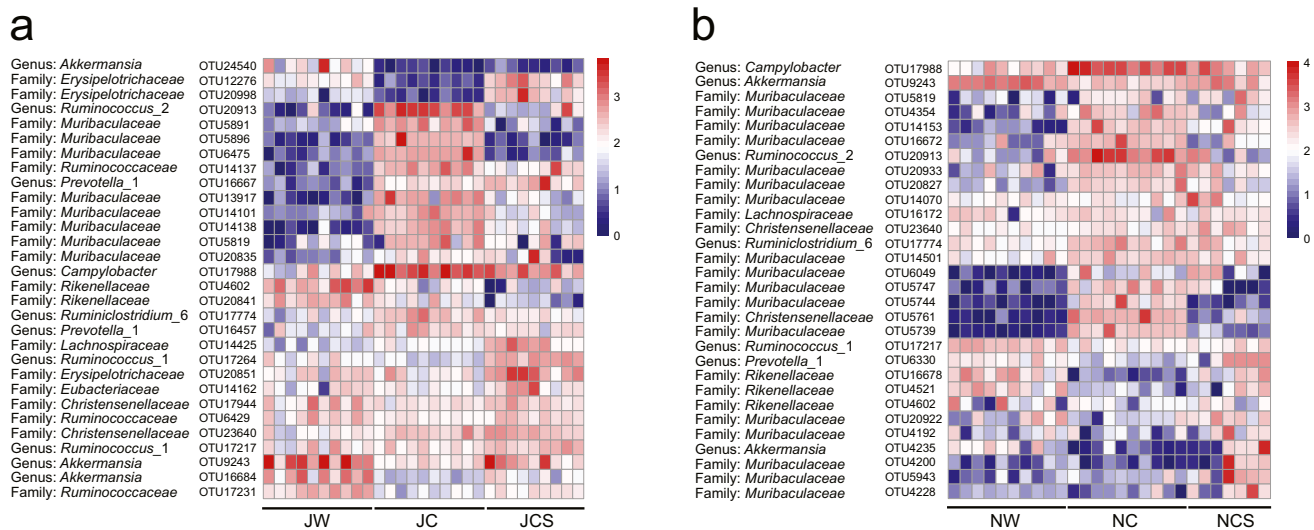 a
Genus: Akkermansia OTU24540
Family: Erysipelotrichaceae OTU12276
Family: Erysipelotrichaceae OTU20998
Genus: Ruminococcus_2 OTU20913
Family: Muribaculaceae OTU5891
Family: Muribaculaceae OTU5896
Family: Muribaculaceae OTU6475
Family: Ruminococcaceae OTU14137
Genus: Prevotella_1 OTU16667
Family: Muribaculaceae OTU13917
Family: Muribaculaceae OTU14101
Family: Muribaculaceae OTU14138
Family: Muribaculaceae OTU5819
Family: Muribaculaceae OTU20835
Genus: Campylobacter OTU17988
Family: Rikenellaceae OTU4602
Family: Rikenellaceae OTU20841
Genus: Ruminiclostridium_6 OTU17774
Genus: Prevotella_1 OTU16457
Family: Lachnospiraceae OTU14425
Genus: Ruminococcus_1 OTU17264
Family: Erysipelotrichaceae OTU20851
Family: Eubacteriaceae OTU14162
Family: Christensenellaceae OTU17944
Family: Ruminococcaceae OTU6429
Family: Christensenellaceae OTU23640
Genus: Ruminococcus_1 OTU17217
Genus: Akkermansia OTU9243
Genus: Akkermansia OTU16684
Family: Ruminococcaceae OTU17231
JW JC JCS
3
2
1
0
b
Genus: Campylobacter OTU17988
Genus: Akkermansia OTU9243
Family: Muribaculaceae OTU5819
Family: Muribaculaceae OTU4354
Family: Muribaculaceae OTU14153
Family: Muribaculaceae OTU16672
Genus: Ruminococcus_2 OTU20913
Family: Muribaculaceae OTU20933
Family: Muribaculaceae OTU20827
Family: Muribaculaceae OTU14070
Family: Lachnospiraceae OTU16172
Family: Christensenellaceae OTU23640
Genus: Ruminiclostridium_6 OTU17774
Family: Muribaculaceae OTU14501
Family: Muribaculaceae OTU6049
Family: Muribaculaceae OTU5747
Family: Muribaculaceae OTU5744
Family: Christensenellaceae OTU5761
Family: Muribaculaceae OTU5739
Genus: Ruminococcus_1 OTU17217
Genus: Prevotella_1 OTU6330
Family: Rikenellaceae OTU16678
Family: Rikenellaceae OTU4521
Family: Rikenellaceae OTU4602
Family: Muribaculaceae OTU20922
Family: Muribaculaceae OTU4192
Genus: Akkermansia OTU4235
Family: Muribaculaceae OTU4200
Family: Muribaculaceae OTU5943
Family: Muribaculaceae OTU4228
NW NC NCS
4
3
2
1
0